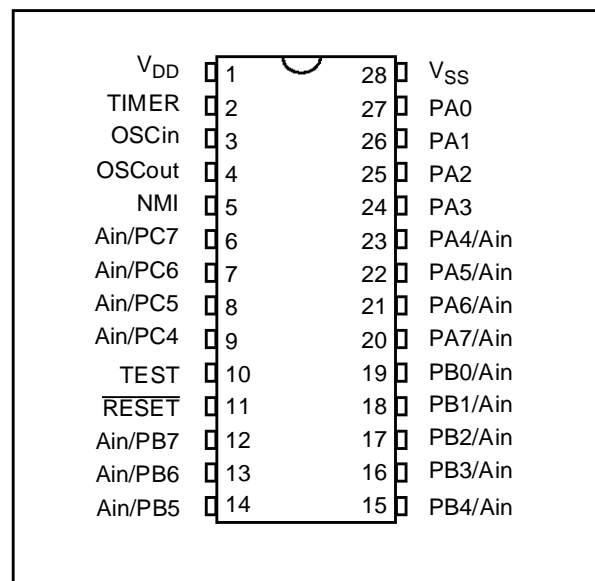 VDD 1 28 VSS
TIMER 2 27 PA0
OSCin 3 26 PA1
OSCout 4 25 PA2
NMI 5 24 PA3
Ain/PC7 6 23 PA4/Ain
Ain/PC6 7 22 PA5/Ain
Ain/PC5 8 21 PA6/Ain
Ain/PC4 9 20 PA7/Ain
TEST 10 19 PB0/Ain
RESET 11 18 PB1/Ain
Ain/PB7 12 17 PB2/Ain
Ain/PB6 13 16 PB3/Ain
Ain/PB5 14 15 PB4/Ain